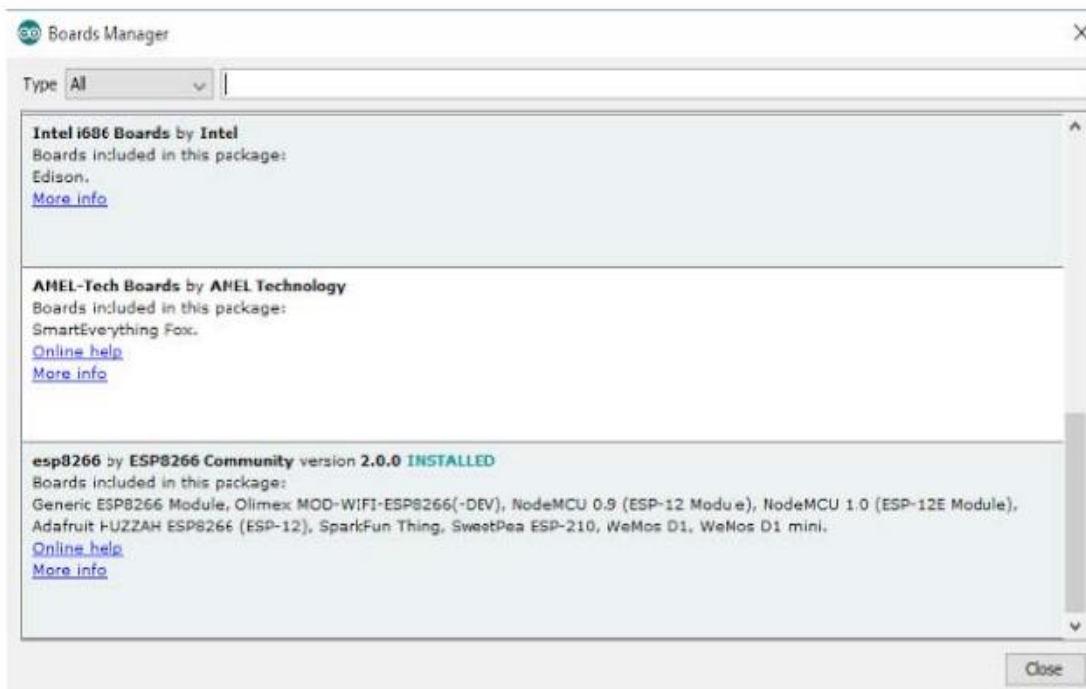 Boards Manager
Type All
Intel i686 Boards by Intel
Boards included in this package:
Edison.
More info
AMEL-Tech Boards by AMEL Technology
Boards included in this package:
SmartEverything Fox.
Online help
More info
esp8266 by ESP8266 Community version 2.0.0 INSTALLED
Boards included in this package:
Generic ESP8266 Module, Olimex MOD-WIFI-ESP8266(-DEV), NodeMCU 0.9 (ESP-12 Module), NodeMCU 1.0 (ESP-12E Module),
Adafruit HUZZAH ESP8266 (ESP-12), SparkFun Thing, SweetPea ESP-210, WeMos D1, WeMos D1 mini.
Online help
More info
Close